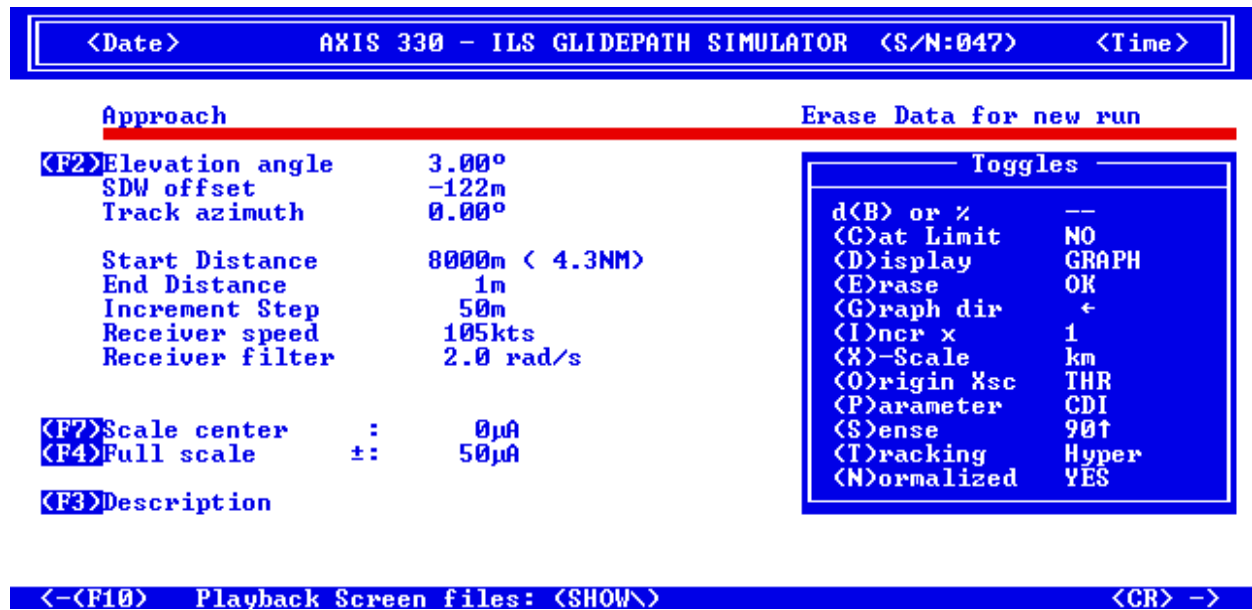 <Date> AXIS 330 - ILS GLIDEPATH SIMULATOR (S/N:047) <Time>
Approach Erase Data for new run
(F2)Elevation angle 3.00º
SDW offset -122m
Track azimuth 0.00º
Start Distance 8000m ( 4.3NM)
End Distance 1m
Increment Step 50m
Receiver speed 105kts
Receiver filter 2.0 rad/s
(F7)Scale center : 0µA
(F4)Full scale ±: 50µA
(F3)Description
Toggles
d(B) or % --
(C)at Limit NO
(D)isplay GRAPH
(E)rase OK
(G)raph dir ←
(I)ncr x 1
(X)-Scale km
(O)rigin Xsc THR
(P)arameter CDI
(S)ense 90↑
(T)racking Hyper
(N)ormalized YES
<-(F10) Playback Screen files: (SHOW\) <CR> ->